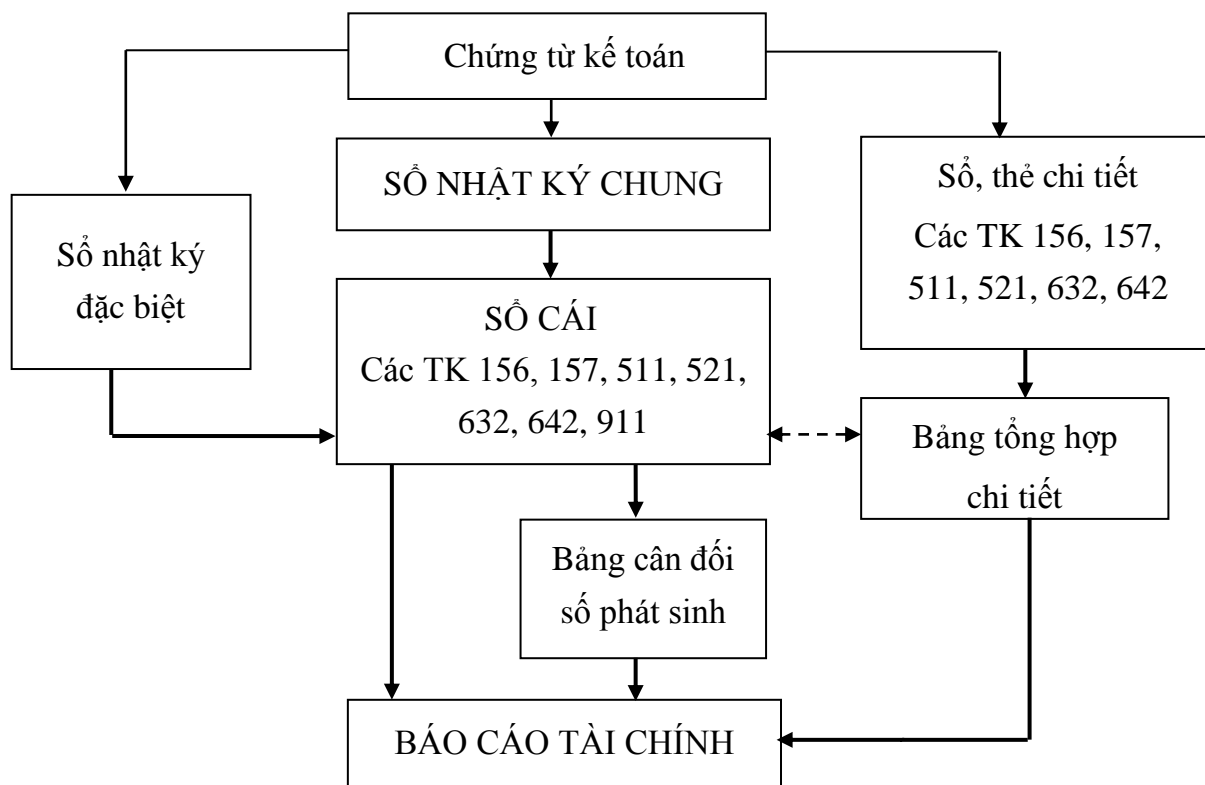 Chứng từ kế toán
SỔ NHẬT KÝ CHUNG
Sổ, thẻ chi tiết
Các TK 156, 157,
511, 521, 632, 642
Sổ nhật ký
đặc biệt
SỔ CÁI
Các TK 156, 157, 511, 521,
632, 642, 911
Bảng tổng hợp
chi tiết
Bảng cân đối
số phát sinh
BÁO CÁO TÀI CHÍNH